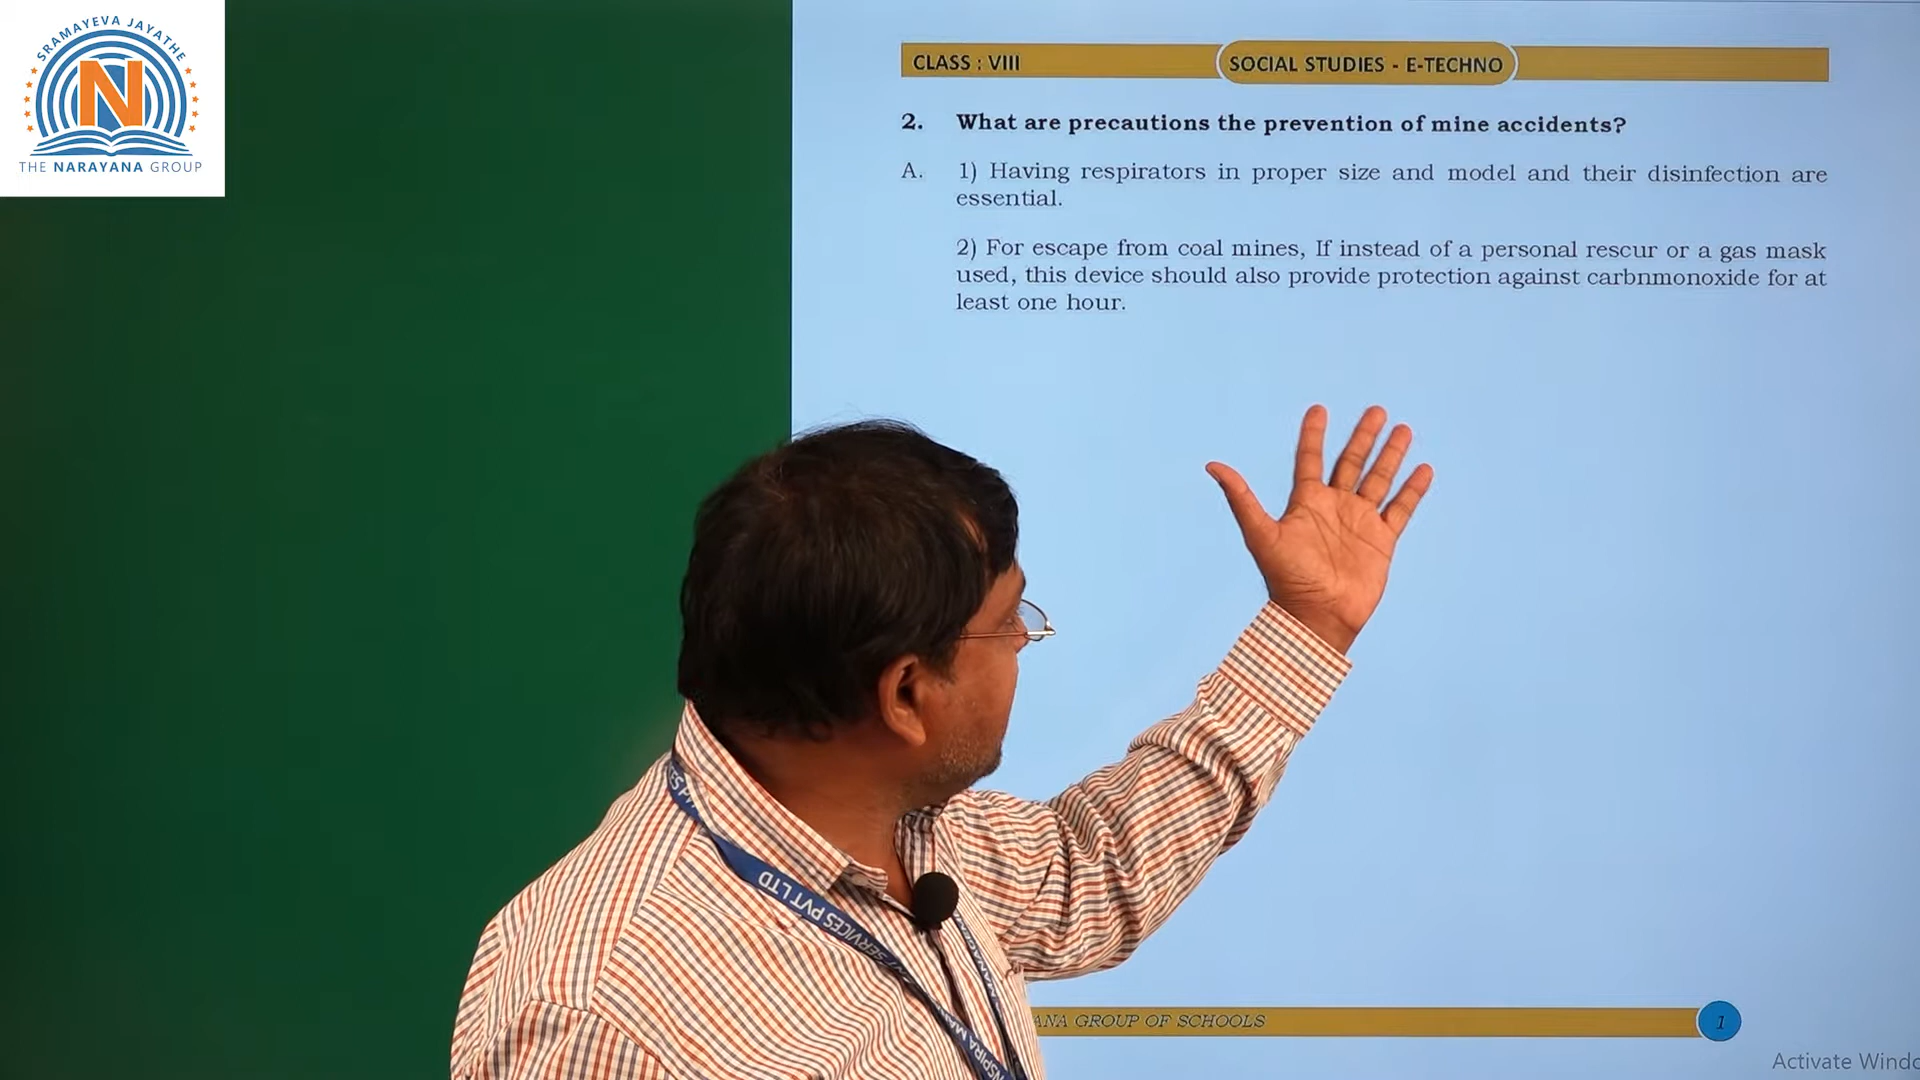 SRAMAYEVA JAYATHE
N
THE NARAYANA GROUP
CLASS : VIII
SOCIAL STUDIES - E-TECHNO
2. What are precautions the prevention of mine accidents?
A. 1) Having respirators in proper size and model and their disinfection are
essential.
2) For escape from coal mines, If instead of a personal rescur or a gas mask
used, this device should also provide protection against carbnmonoxide for at
least one hour.
SERVICES PVT LTD
ANA GROUP OF SCHOOLS
1
Activate Windo